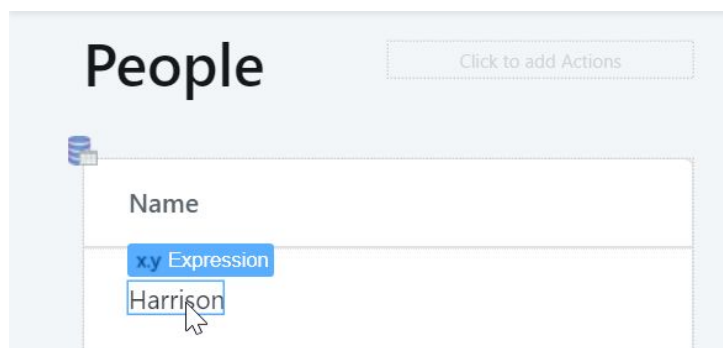 People
Click to add Actions
Name
x.y Expression
Harrison